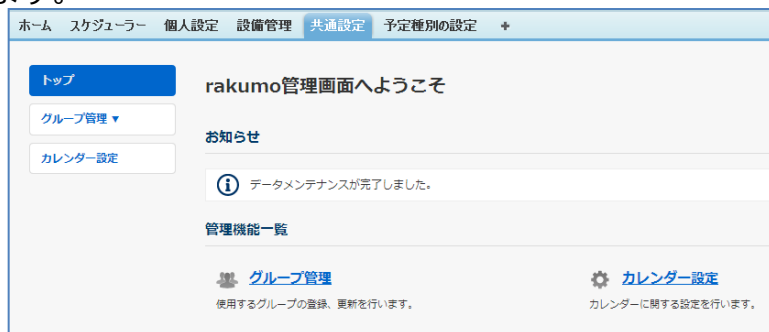 ます。
ホーム スケジューラー 個人設定 設備管理 共通設定 予定種別の設定 +
トップ
rakumo管理画面へようこそ
グループ管理 ▼
お知らせ
カレンダー設定
データメンテナンスが完了しました。
管理機能一覧
グループ管理 カレンダー設定
使用するグループの登録、更新を行います。 カレンダーに関する設定を行います。